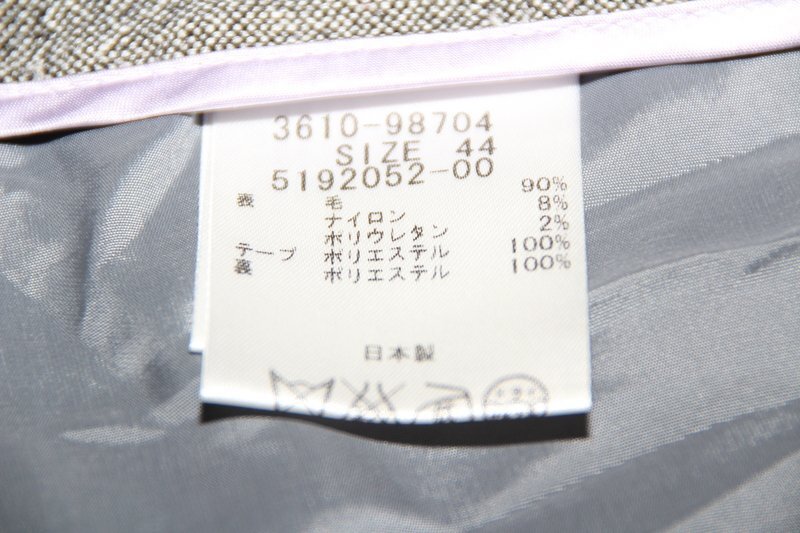 3610-98704
SIZE 44
5192052-00
表 毛 90%
ナイロン 8%
ポリウレタン 2%
テープ ポリエステル 100%
裏 ポリエステル 100%
日本製